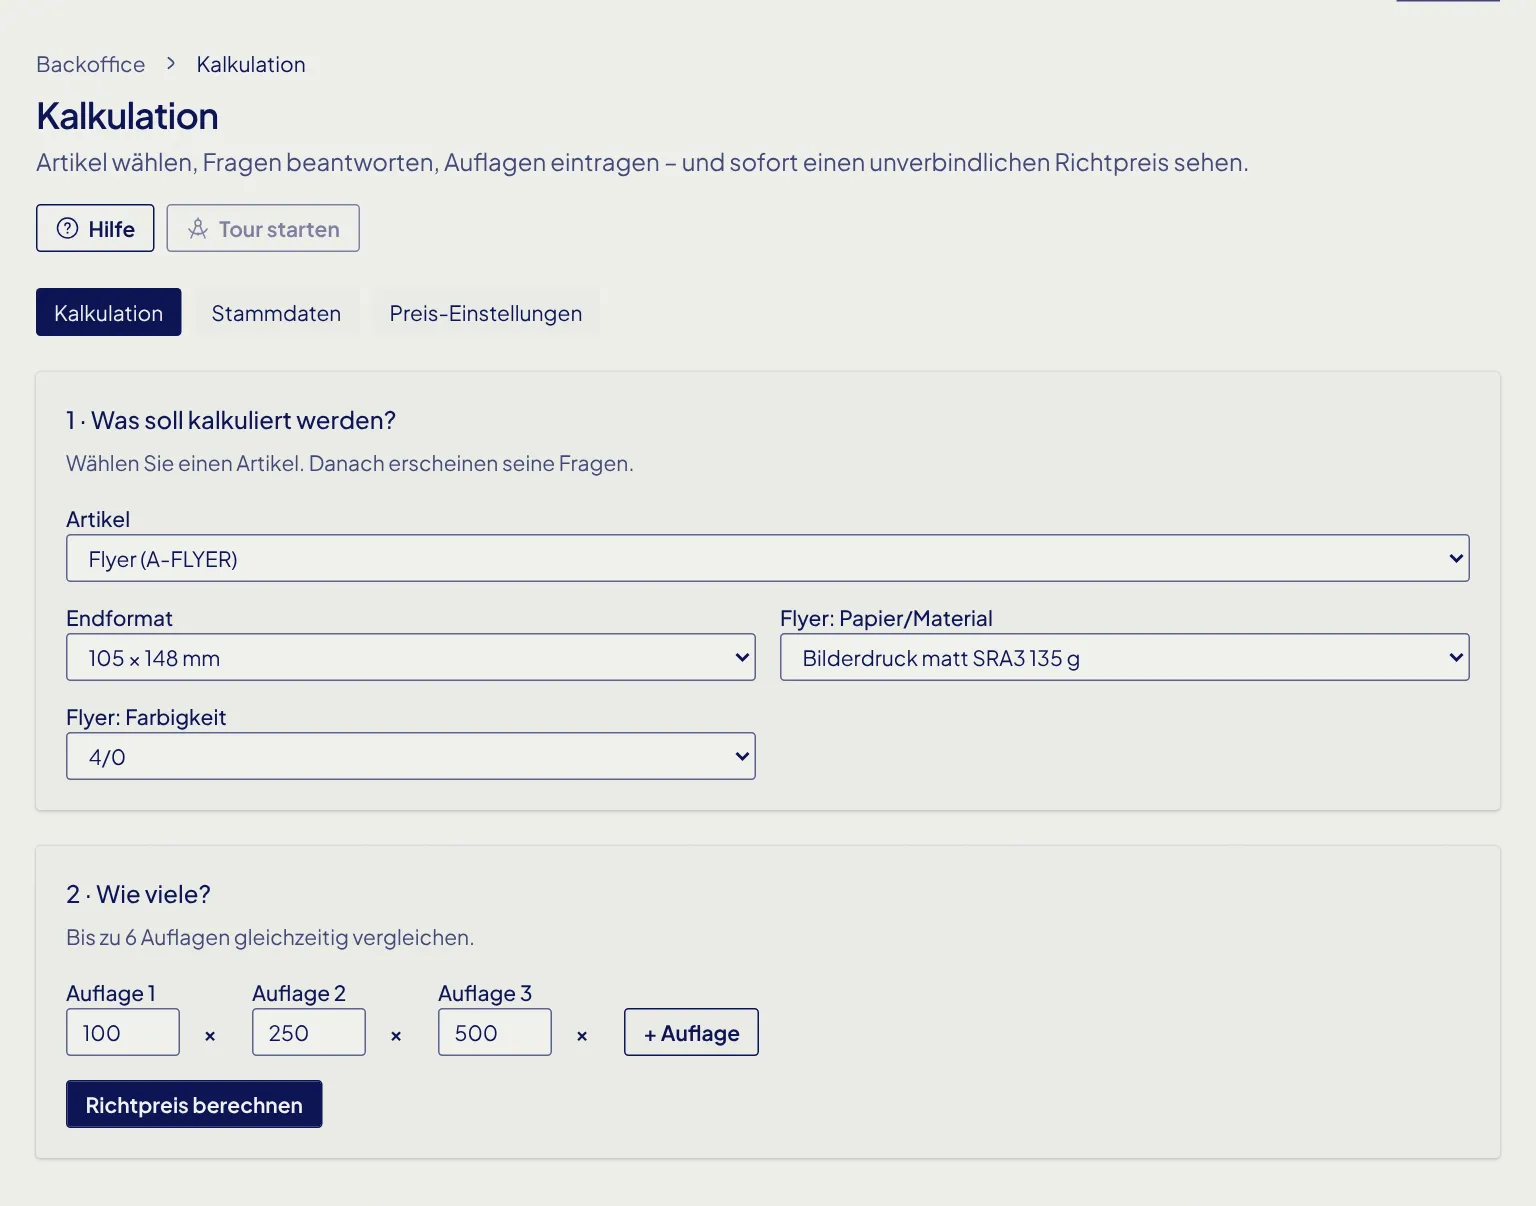 Backoffice > Kalkulation
Kalkulation
Artikel wählen, Fragen beantworten, Auflagen eintragen – und sofort einen unverbindlichen Richtpreis sehen.
Hilfe
Tour starten
Kalkulation
Stammdaten
Preis-Einstellungen
1 · Was soll kalkuliert werden?
Wählen Sie einen Artikel. Danach erscheinen seine Fragen.
Artikel
Flyer (A-FLYER)
Endformat
105 × 148 mm
Flyer: Papier/Material
Bilderdruck matt SRA3 135 g
Flyer: Farbigkeit
4/0
2 · Wie viele?
Bis zu 6 Auflagen gleichzeitig vergleichen.
Auflage 1
100 ×
Auflage 2
250 ×
Auflage 3
500 ×
+ Auflage
Richtpreis berechnen